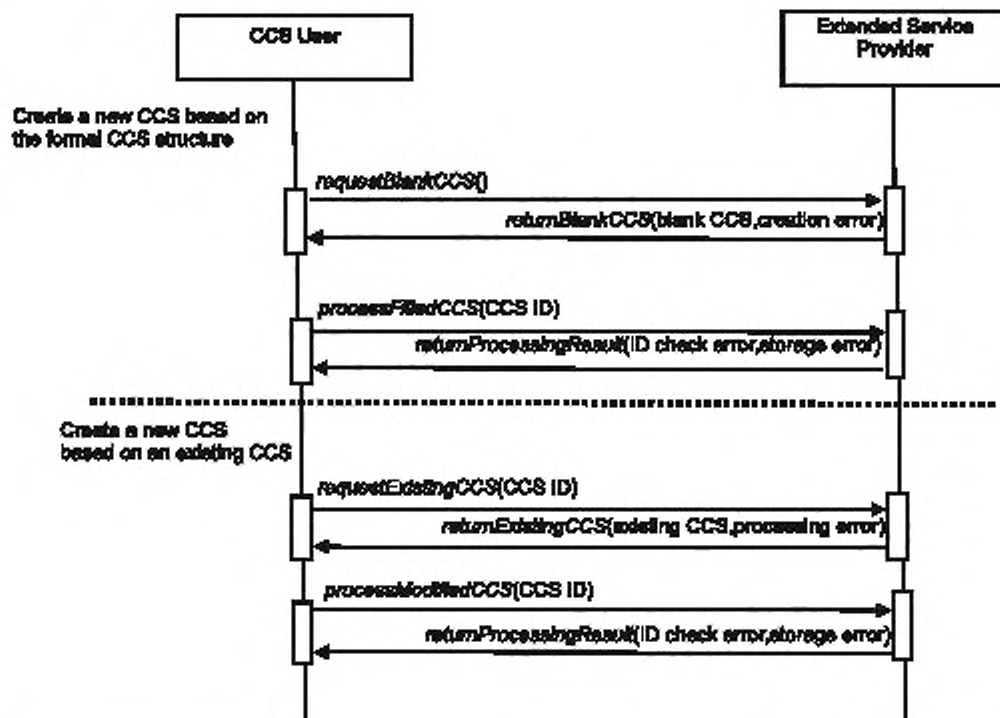 CCS User
Extended Service
Provider
Create a new CCS based on
the formal CCS structure
requestBlankCCS()
returnBlankCCS(blank CCS,creation error)
processFilledCCS(CCS ID)
returnProcessingResult(ID check error,storage error)
Create a new CCS
based on an existing CCS
requestExistingCCS(CCS ID)
returnExistingCCS(existing CCS,processing error)
processModifiedCCS(CCS ID)
returnProcessingResult(ID check error,storage error)